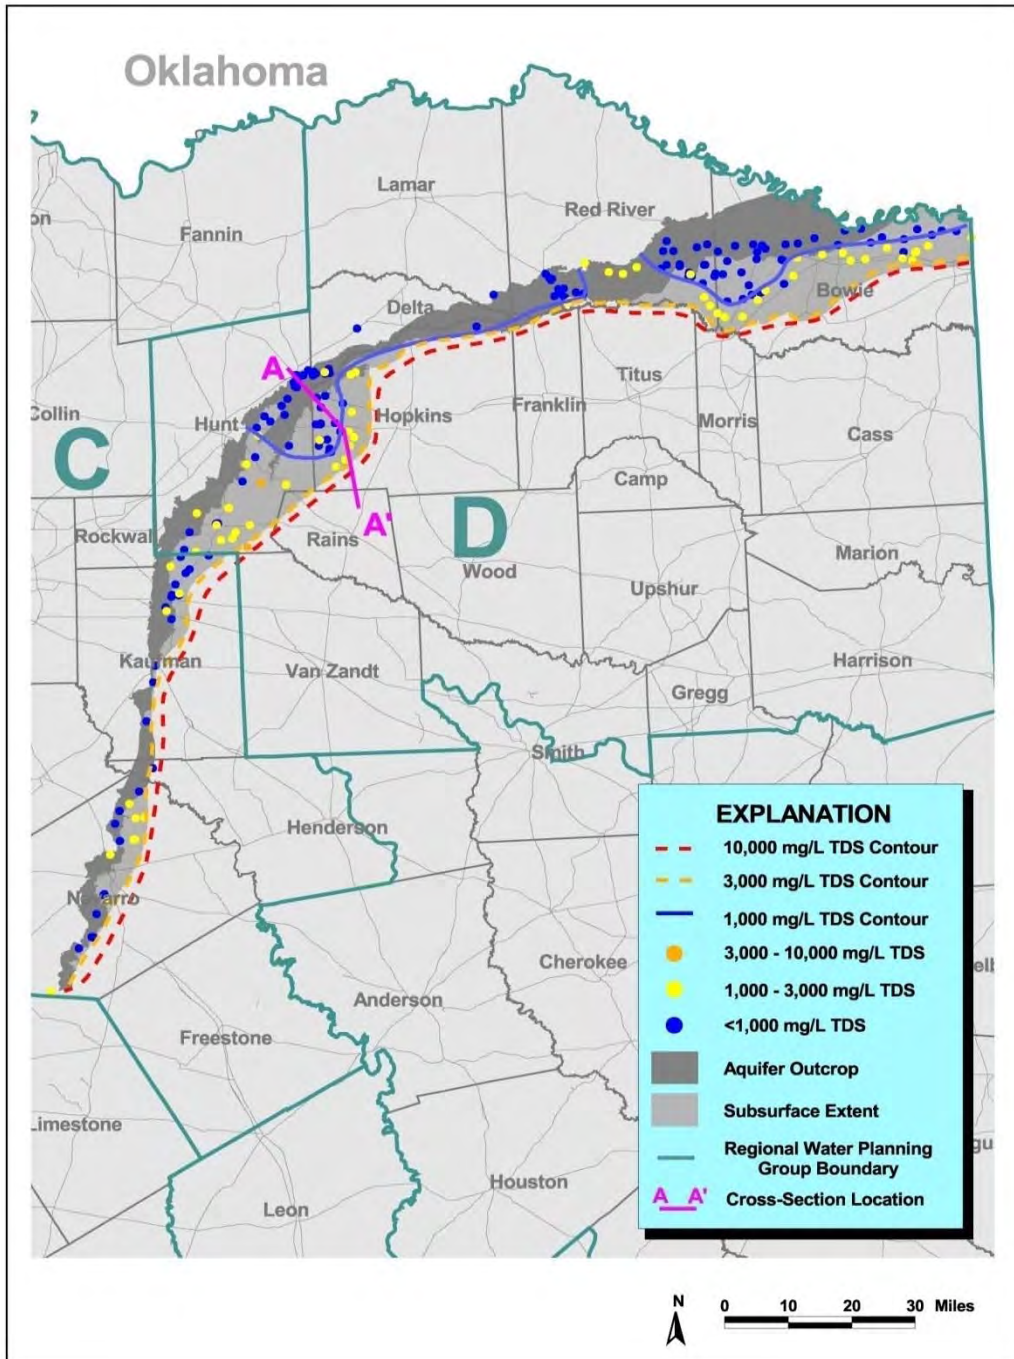 Oklahoma
Lamar
Red River
on
Fannin
Delta
Bowie
A
Titus
Collin
Hunt
Hopkins
Franklin
Morris
Cass
C
Camp
A'
D
Rockwal
Rains
Wood
Marion
Upshur
Kaufman
Van Zandt
Harrison
Gregg
Smith
Henderson
Navarro
Cherokee
Anderson
Freestone
Limestone
Houston
Leon
EXPLANATION
10,000 mg/L TDS Contour
3,000 mg/L TDS Contour
1,000 mg/L TDS Contour
3,000 - 10,000 mg/L TDS
1,000 - 3,000 mg/L TDS
<1,000 mg/L TDS
Aquifer Outcrop
Subsurface Extent
Regional Water Planning
Group Boundary
A A' Cross-Section Location
N
0 10 20 30 Miles